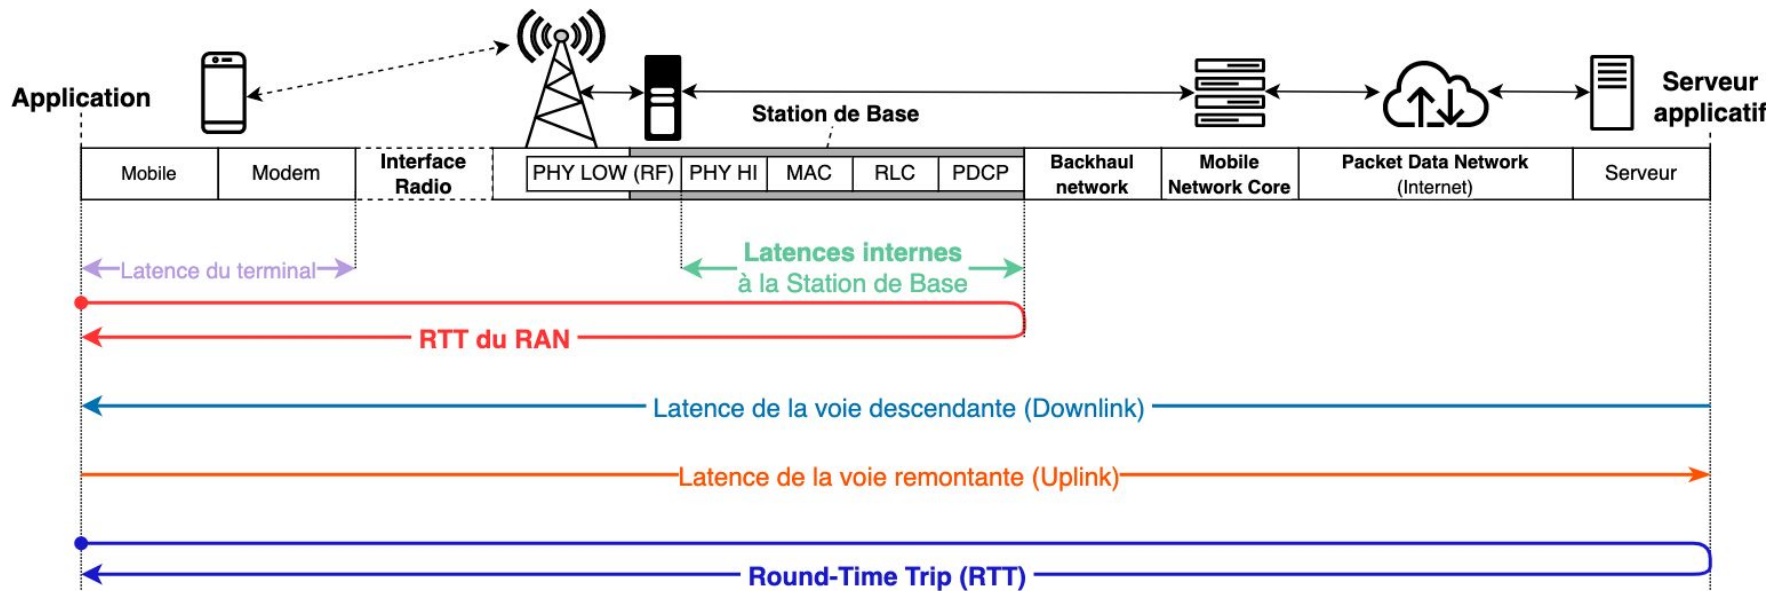 Application
Serveur
applicatif
Station de Base
Mobile
Modem
Interface
Radio
PHY LOW (RF)
PHY HI
MAC
RLC
PDCP
Backhaul
network
Mobile
Network Core
Packet Data Network
(Internet)
Serveur
Latence du terminal
Latences internes
à la Station de Base
RTT du RAN
Latence de la voie descendante (Downlink)
Latence de la voie remontante (Uplink)
Round-Time Trip (RTT)